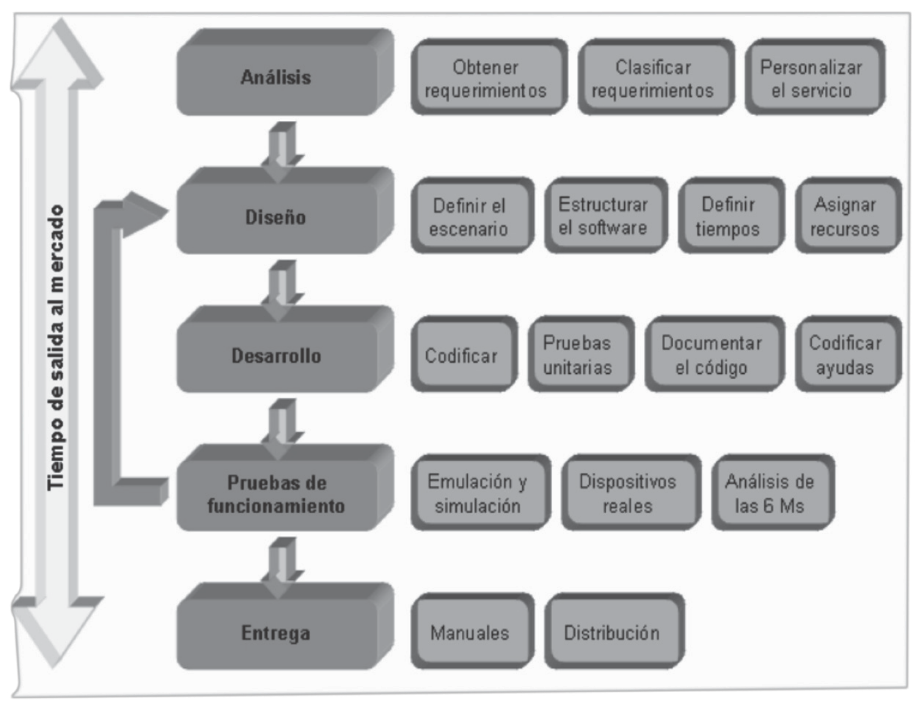 Tiempo de salida al mercado
Análisis
Obtener
requerimientos
Clasificar
requerimientos
Personalizar
el servicio
Diseño
Definir el
escenario
Estructurar
el software
Definir
tiempos
Asignar
recursos
Desarrollo
Codificar
Pruebas
unitarias
Documentar
el código
Codificar
ayudas
Pruebas de
funcionamiento
Emulación y
simulación
Dispositivos
reales
Análisis de
las 6 Ms
Entrega
Manuales
Distribución